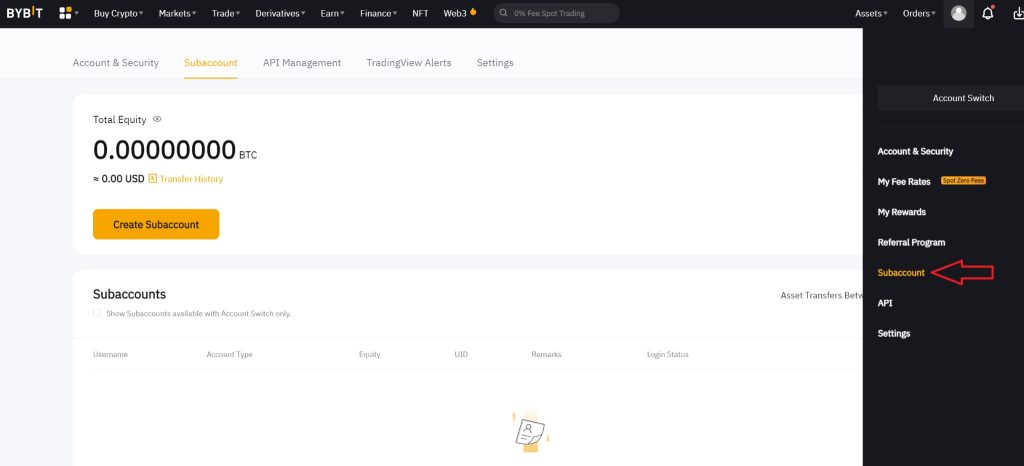 BYBIT Buy Crypto Markets Trade Derivatives Earn Finance NFT Web3 0% Fee Spot Trading Assets Orders
Account & Security Subaccount API Management TradingView Alerts Settings
Total Equity
0.00000000 BTC
≈ 0.00 USD Transfer History
Create Subaccount
Subaccounts
Asset Transfers Betw
Show Subaccounts available with Account Switch only.
Username Account Type Equity UID Remarks Login Status
Account Switch
Account & Security
My Fee Rates Spot Zero Fees
My Rewards
Referral Program
Subaccount
API
Settings